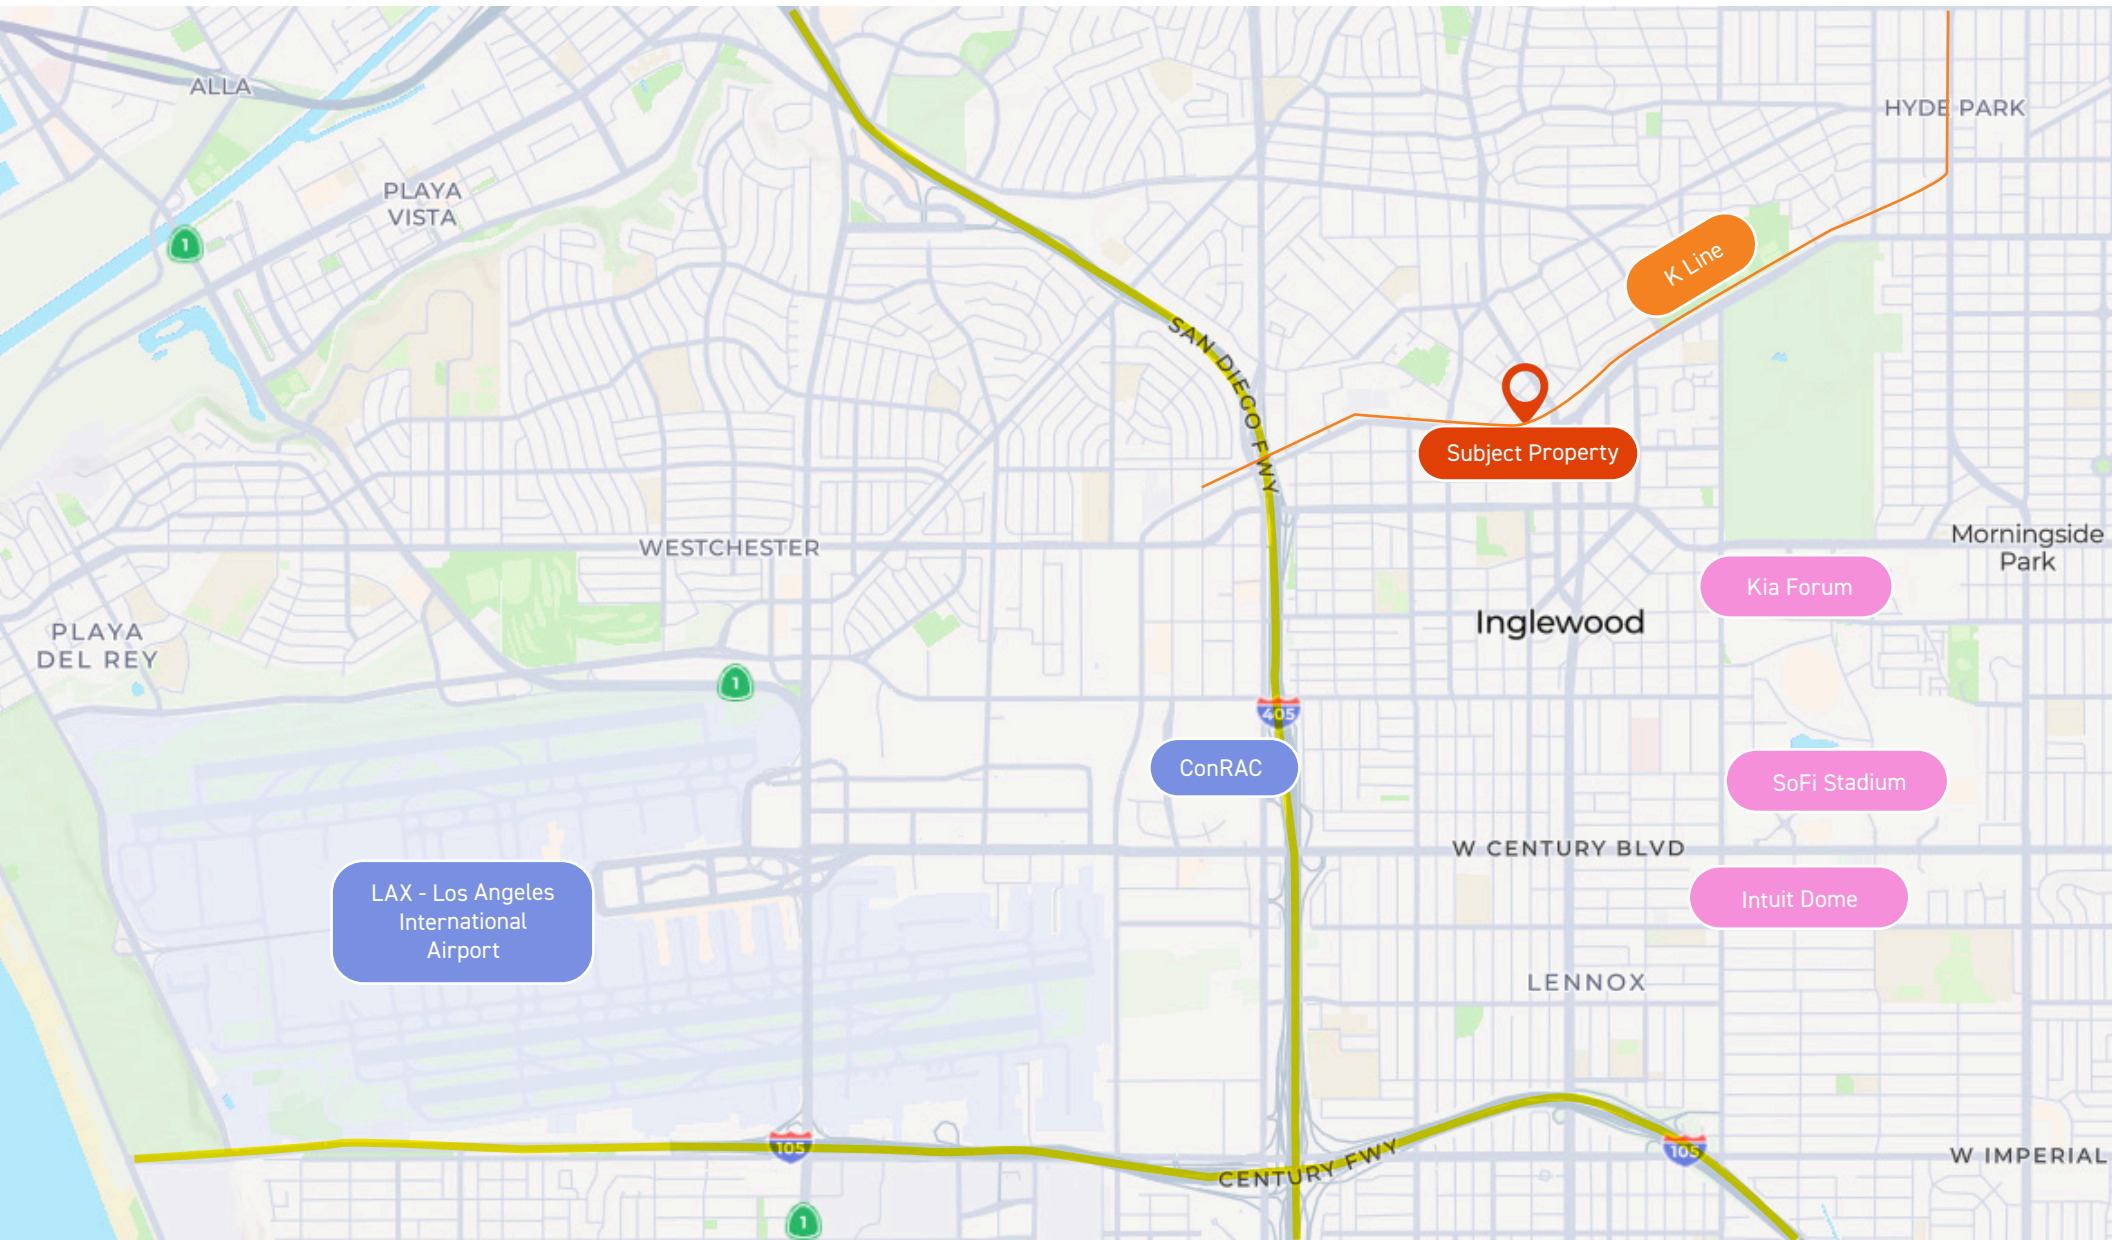 ALLA
HYDE PARK
PLAYA
VISTA
1
K Line
SAN DIEGO FWY
Subject Property
WESTCHESTER
Morningside
Park
Kia Forum
Inglewood
PLAYA
DEL REY
1
405
ConRAC
SoFi Stadium
W CENTURY BLVD
LAX - Los Angeles
International
Airport
Intuit Dome
LENNOX
105
CENTURY FWY
105
W IMPERIAL
1